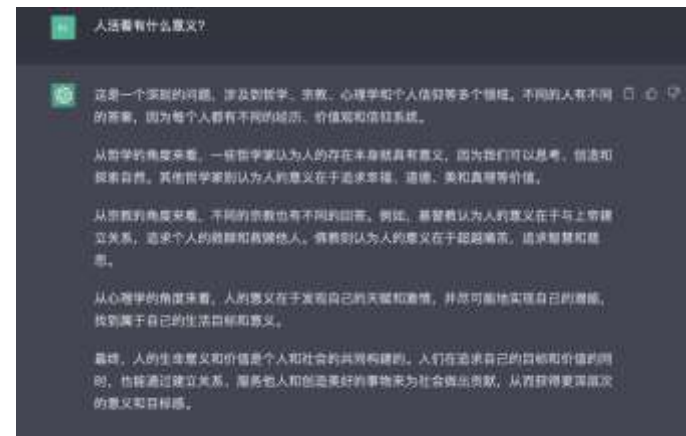 人活着有什么意义?
这是一个深刻的问题，涉及到哲学、宗教、心理学和个人信仰等多个领域。不同的人有不同
的答案，因为每个人都有不同的经历、价值观和信仰系统。
从哲学的角度来看，一些哲学家认为人的存在本身就具有意义，因为我们可以思考、创造和
探索自然。其他哲学家则认为人的意义在于追求幸福、道德、美和真理等价值。
从宗教的角度来看，不同的宗教也有不同的回答。例如，基督教认为人的意义在于与上帝建
立关系，追求个人的救赎和救赎他人。佛教则认为人的意义在于超越痛苦，追求智慧和慈
悲。
从心理学的角度来看，人的意义在于发现自己的天赋和激情，并尽可能地实现自己的潜能，
找到属于自己的生活目标和意义。
最终，人的生命意义和价值是个人和社会的共同构建的。人们在追求自己的目标和价值的同
时，也能通过建立关系、服务他人和创造美好的事物来为社会做出贡献，从而获得更深层次
的意义和目标感。